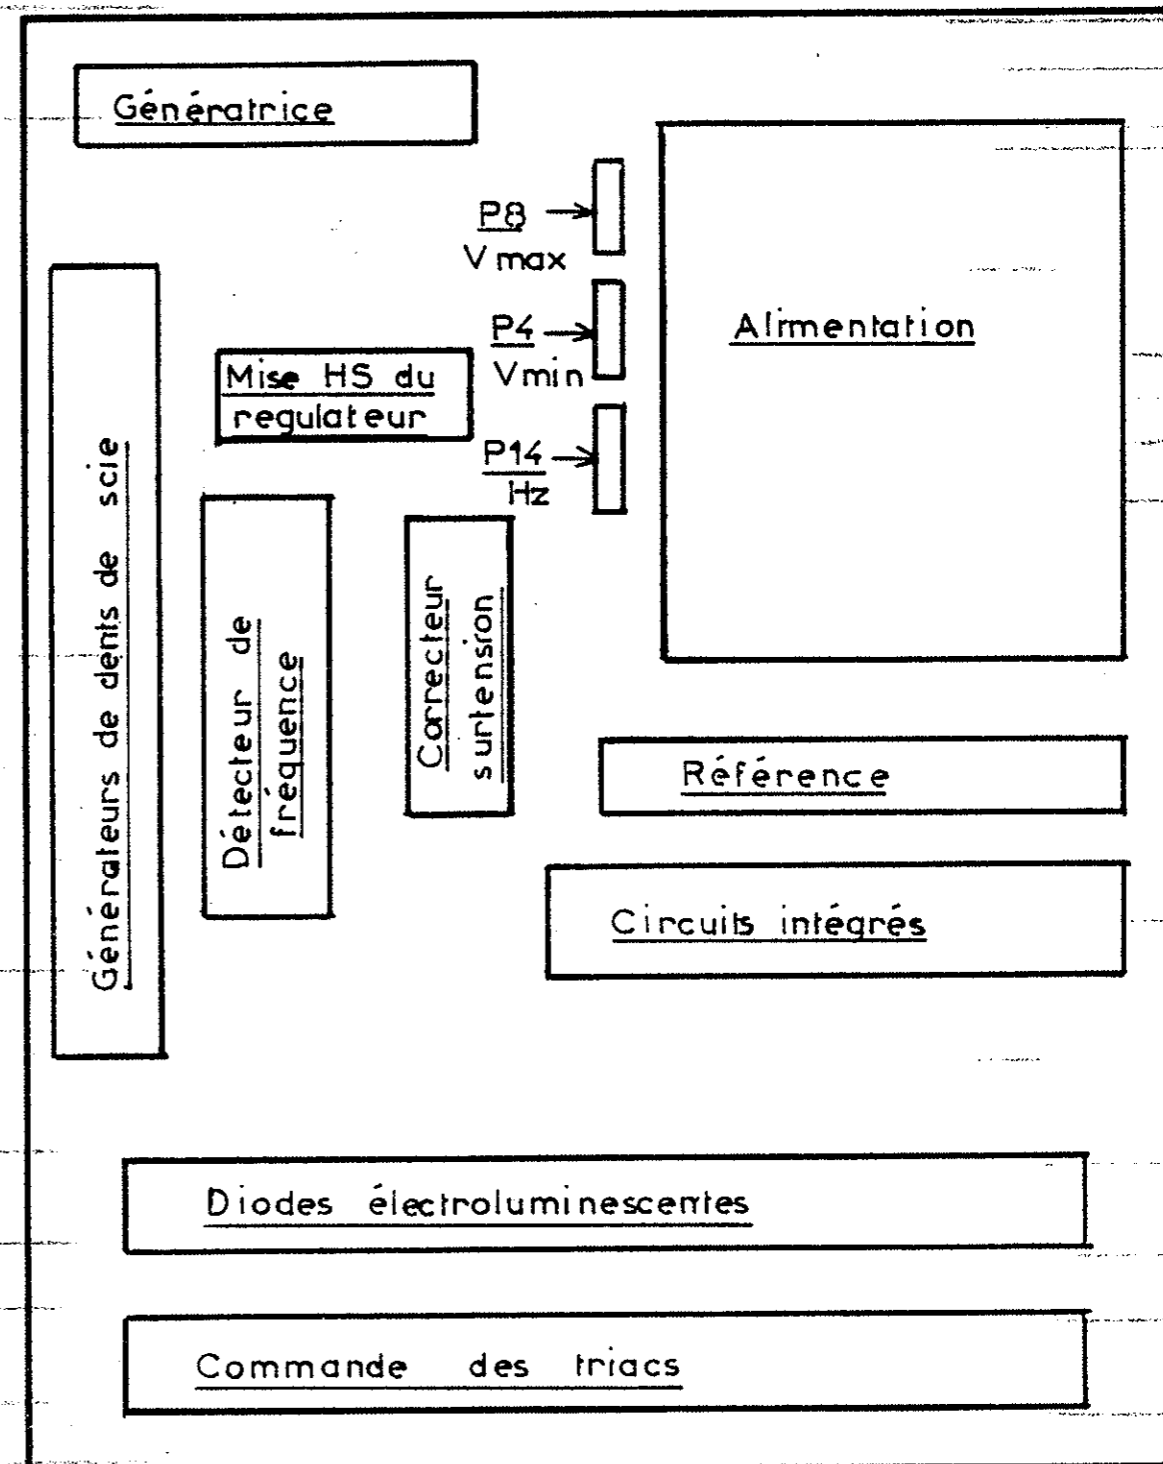 Génératrice
P8
V max
P4
Vmin
P14
Hz
Alimentation
Mise HS du
regulateur
Générateurs de dents de scie
Détecteur de
fréquence
Correcteur
surtension
Référence
Circuits intégrés
Diodes électroluminescentes
Commande des triacs